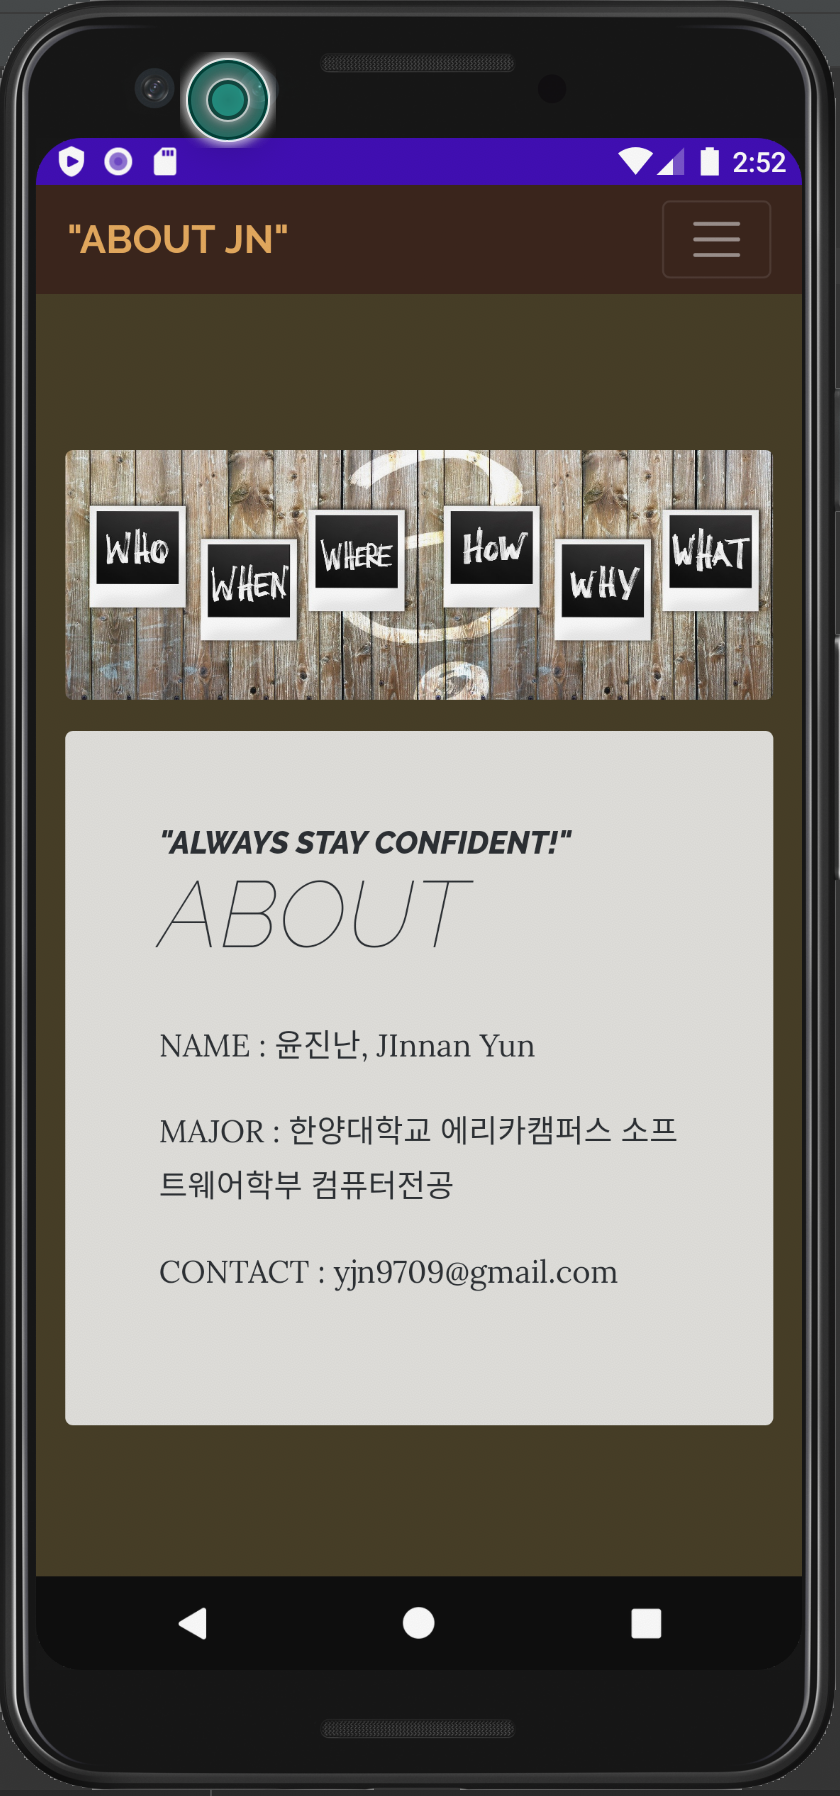 2:52
"ABOUT JN"
WHO
WHEN
WHERE
HOW
WHY
WHAT
"ALWAYS STAY CONFIDENT!"
ABOUT
NAME : 윤진난, JInnan Yun
MAJOR : 한양대학교 에리카캠퍼스 소프
트웨어학부 컴퓨터전공
CONTACT : yjn9709@gmail.com